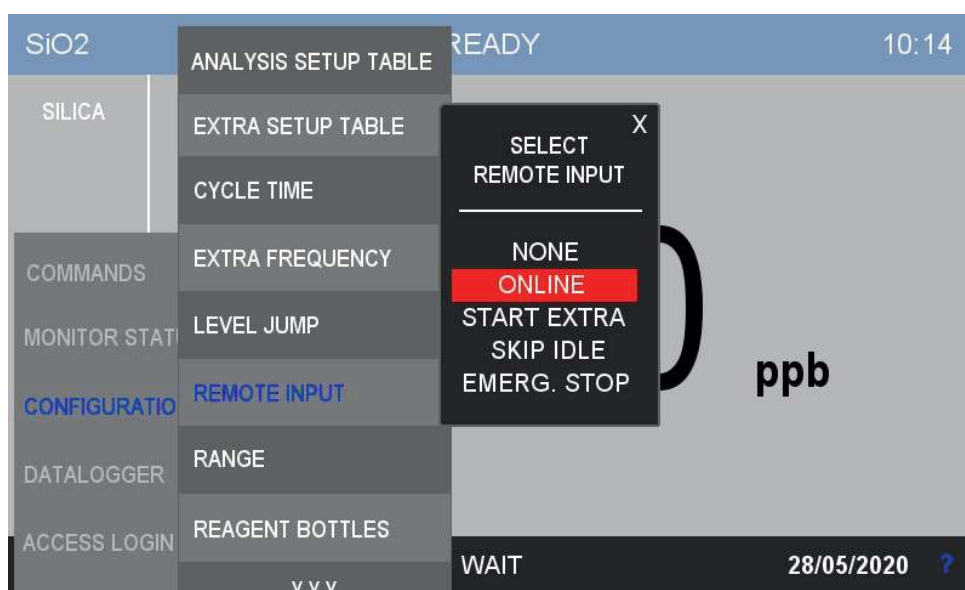 SiO2
READY
10:14
SILICA
COMMANDS
MONITOR STAT
CONFIGURATIO
DATALOGGER
ACCESS LOGIN
ANALYSIS SETUP TABLE
EXTRA SETUP TABLE
CYCLE TIME
EXTRA FREQUENCY
LEVEL JUMP
REMOTE INPUT
RANGE
REAGENT BOTTLES
X
SELECT
REMOTE INPUT
NONE
ONLINE
START EXTRA
SKIP IDLE
EMERG. STOP
ppb
WAIT
28/05/2020
?